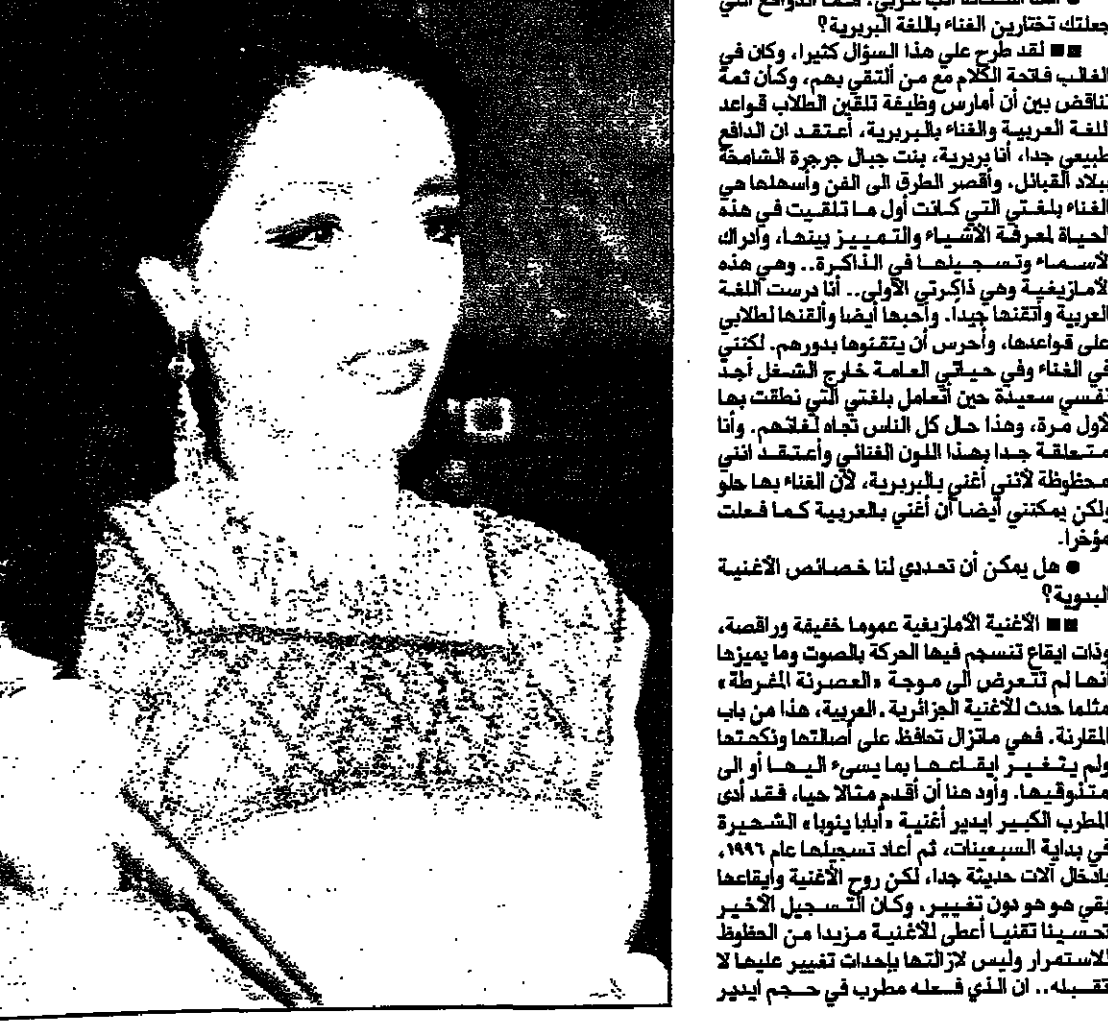 جعلتك تختارين الغناء باللغة البربرية؟
■■ لقد طرح علي هذا السؤال كثيرا، وكان في
الغالب فاتحة الكلام مع من ألتقي بهم، وكأن ثمة
تناقض بين أن أمارس وظيفة تلقين الطلاب قواعد
اللغة العربية والغناء بالبربرية، أعتقد ان الدافع
طبيعي جدا، أنا بربرية، بنت جبال جرجرة الشامخة
ببلاد القبائل، وأقصر الطرق الى الفن وأسهلها هي
الغناء بلغتي التي كانت أول ما تلقيت في هذه
الحياة لمعرفة الأشياء والتمييز بينها، وادراك
الأسماء وتسجيلها في الذاكرة.. وهي هذه
الأمازيغية وهي ذاكرتي الأولى.. أنا درست اللغة
العربية وأتقنها جيداً. وأحبها أيضا وألقنها لطلابي
على قواعدها، وأحرس أن يتقنوها بدورهم. لكنني
في الغناء وفي حياتي العامة خارج الشغل أجد
نفسي سعيدة حين أتعامل بلغتي التي نطقت بها
لأول مرة، وهذا حال كل الناس تجاه لغاتهم. وأنا
متعلقة جدا بهذا اللون الغنائي وأعتقد انني
محظوظة لأنني أغني بالبربرية، لأن الغناء بها حلو
ولكن يمكنني أيضا أن أغني بالعربية كما فعلت
مؤخراً.
● هل يمكن أن تحددي لنا خصائص الأغنية
البدوية؟
■■ الأغنية الأمازيغية عموما خفيفة وراقصة،
وذات ايقاع تنسجم فيها الحركة بالصوت وما يميزها
أنها لم تتعرض الى موجة «العصرنة المفرطة»
مثلما حدث للأغنية الجزائرية . العربية، هذا من باب
المقارنة. فهي ماتزال تحافظ على أصالتها ونكهتها
ولم يتغير ايقاعها بما يسيء اليها أو الى
متذوقيها. وأود هنا أن أقدم مثالا حيا، فقد أدى
المطرب الكبير ايدير أغنية «أبابا ينوبا» الشهيرة
في بداية السبعينات، ثم أعاد تسجيلها عام ١٩٩٦،
بادخال آلات حديثة جدا، لكن روح الأغنية وايقاعها
بقي هو هو دون تغيير، وكان التسجيل الأخير
تحسينا تقنيا أعطى للأغنية مزيدا من الحظوظ
للاستمرار وليس لازالتها بإحداث تغيير عليها لا
تقبله.. ان الذي فعله مطرب في حجم ايدير